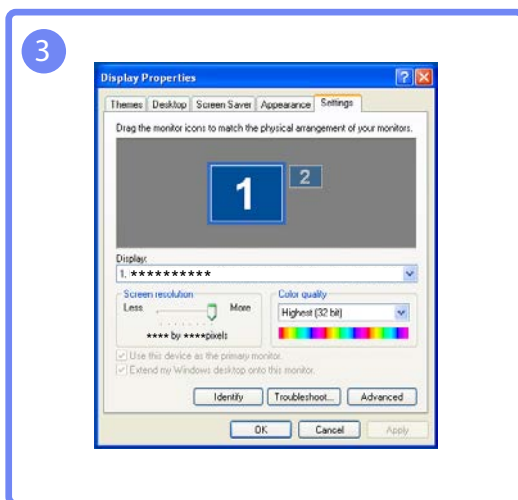 3
Display Properties
Themes Desktop Screen Saver Appearance Settings
Drag the monitor icons to match the physical arrangement of your monitors.
1 2
Display:
1. **********
Screen resolution Color quality
Less More Highest (32 bit)
**** by ****pixels
Use this device as the primary monitor.
Extend my Windows desktop onto this monitor.
Identify Troubleshoot... Advanced
OK Cancel Apply